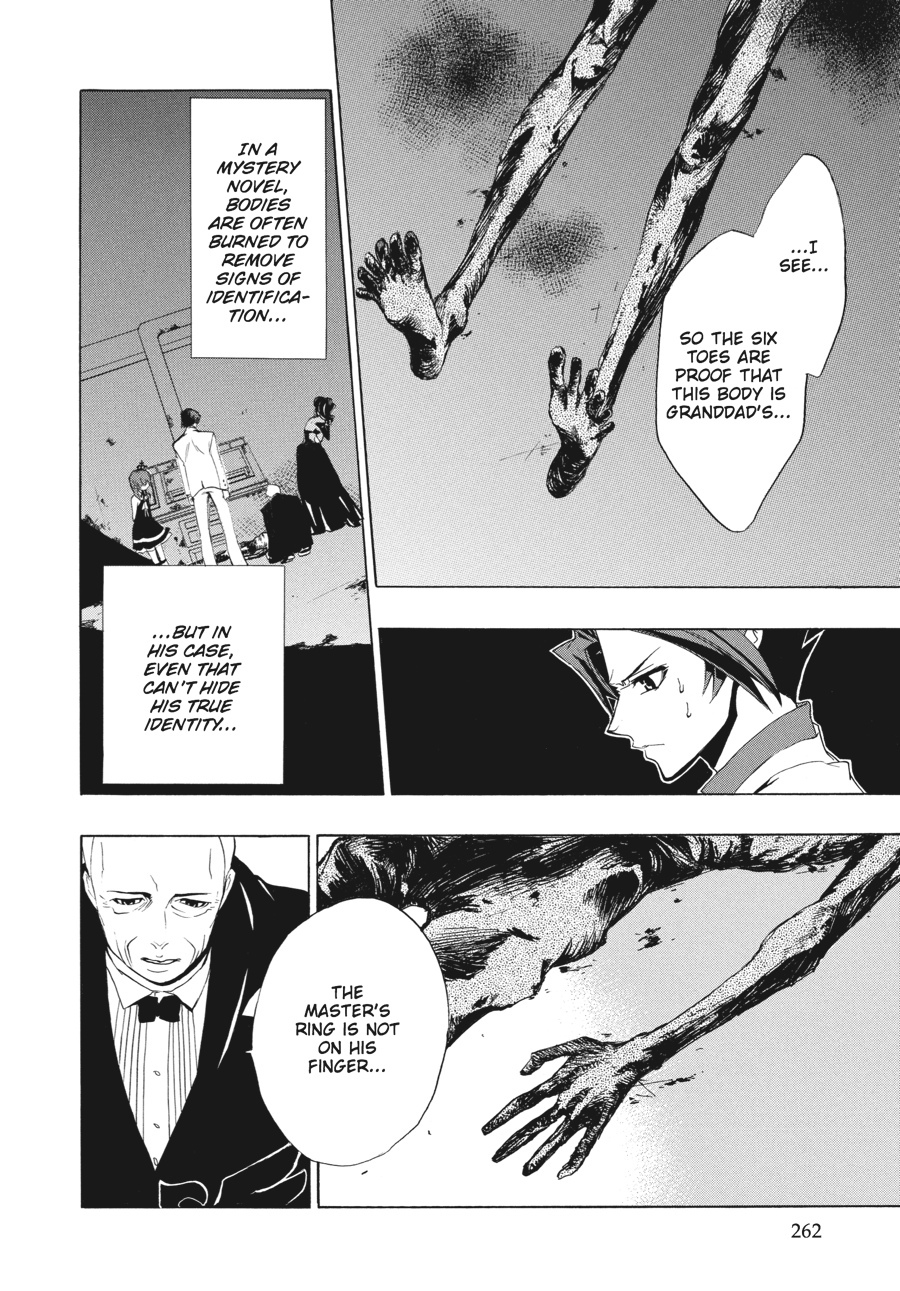 ...I
SEE...
SO THE SIX
TOES ARE
PROOF THAT
THIS BODY IS
GRANDDAD'S...
IN A
MYSTERY
NOVEL,
BODIES
ARE OFTEN
BURNED TO
REMOVE
SIGNS OF
IDENTIFICA-
TION...
...BUT IN
HIS CASE,
EVEN THAT
CAN'T HIDE
HIS TRUE
IDENTITY...
THE
MASTER'S
RING IS NOT
ON HIS
FINGER...
262